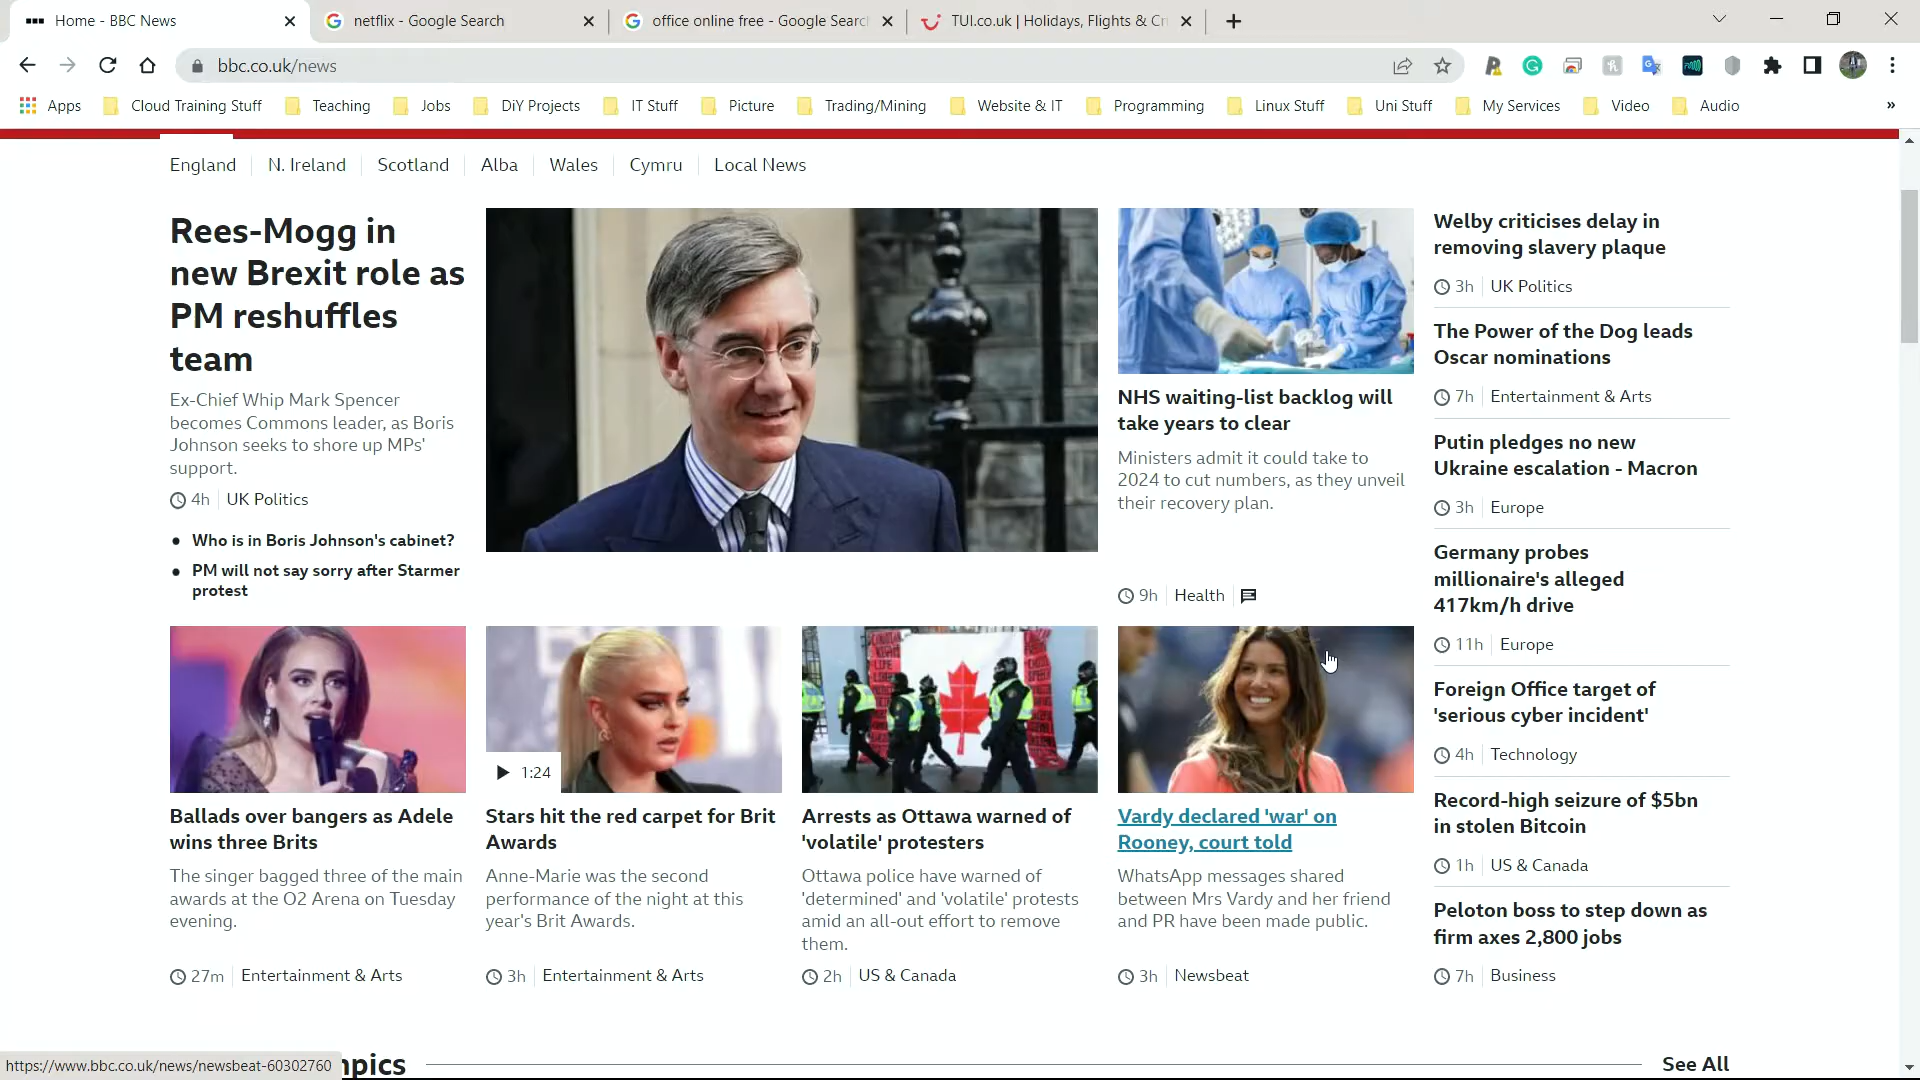 Home - BBC News
netflix - Google Search
office online free - Google Search
TUI.co.uk | Holidays, Flights & Cr
bbc.co.uk/news
Apps
Cloud Training Stuff
Teaching
Jobs
DiY Projects
IT Stuff
Picture
Trading/Mining
Website & IT
Programming
Linux Stuff
Uni Stuff
My Services
Video
Audio
»
England
N. Ireland
Scotland
Alba
Wales
Cymru
Local News
Rees-Mogg in
new Brexit role as
PM reshuffles
team
Ex-Chief Whip Mark Spencer
becomes Commons leader, as Boris
Johnson seeks to shore up MPs'
support.
4h UK Politics
Who is in Boris Johnson's cabinet?
PM will not say sorry after Starmer
protest
NHS waiting-list backlog will
take years to clear
Ministers admit it could take to
2024 to cut numbers, as they unveil
their recovery plan.
9h Health
Ballads over bangers as Adele
wins three Brits
The singer bagged three of the main
awards at the O2 Arena on Tuesday
evening.
27m Entertainment & Arts
1:24
Stars hit the red carpet for Brit
Awards
Anne-Marie was the second
performance of the night at this
year's Brit Awards.
3h Entertainment & Arts
Arrests as Ottawa warned of
'volatile' protesters
Ottawa police have warned of
'determined' and 'volatile' protests
amid an all-out effort to remove
them.
2h US & Canada
Vardy declared 'war' on
Rooney, court told
WhatsApp messages shared
between Mrs Vardy and her friend
and PR have been made public.
3h Newsbeat
Welby criticises delay in
removing slavery plaque
3h UK Politics
The Power of the Dog leads
Oscar nominations
7h Entertainment & Arts
Putin pledges no new
Ukraine escalation - Macron
3h Europe
Germany probes
millionaire's alleged
417km/h drive
11h Europe
Foreign Office target of
'serious cyber incident'
4h Technology
Record-high seizure of $5bn
in stolen Bitcoin
1h US & Canada
Peloton boss to step down as
firm axes 2,800 jobs
7h Business
mpics
See All
https://www.bbc.co.uk/news/newsbeat-60302760